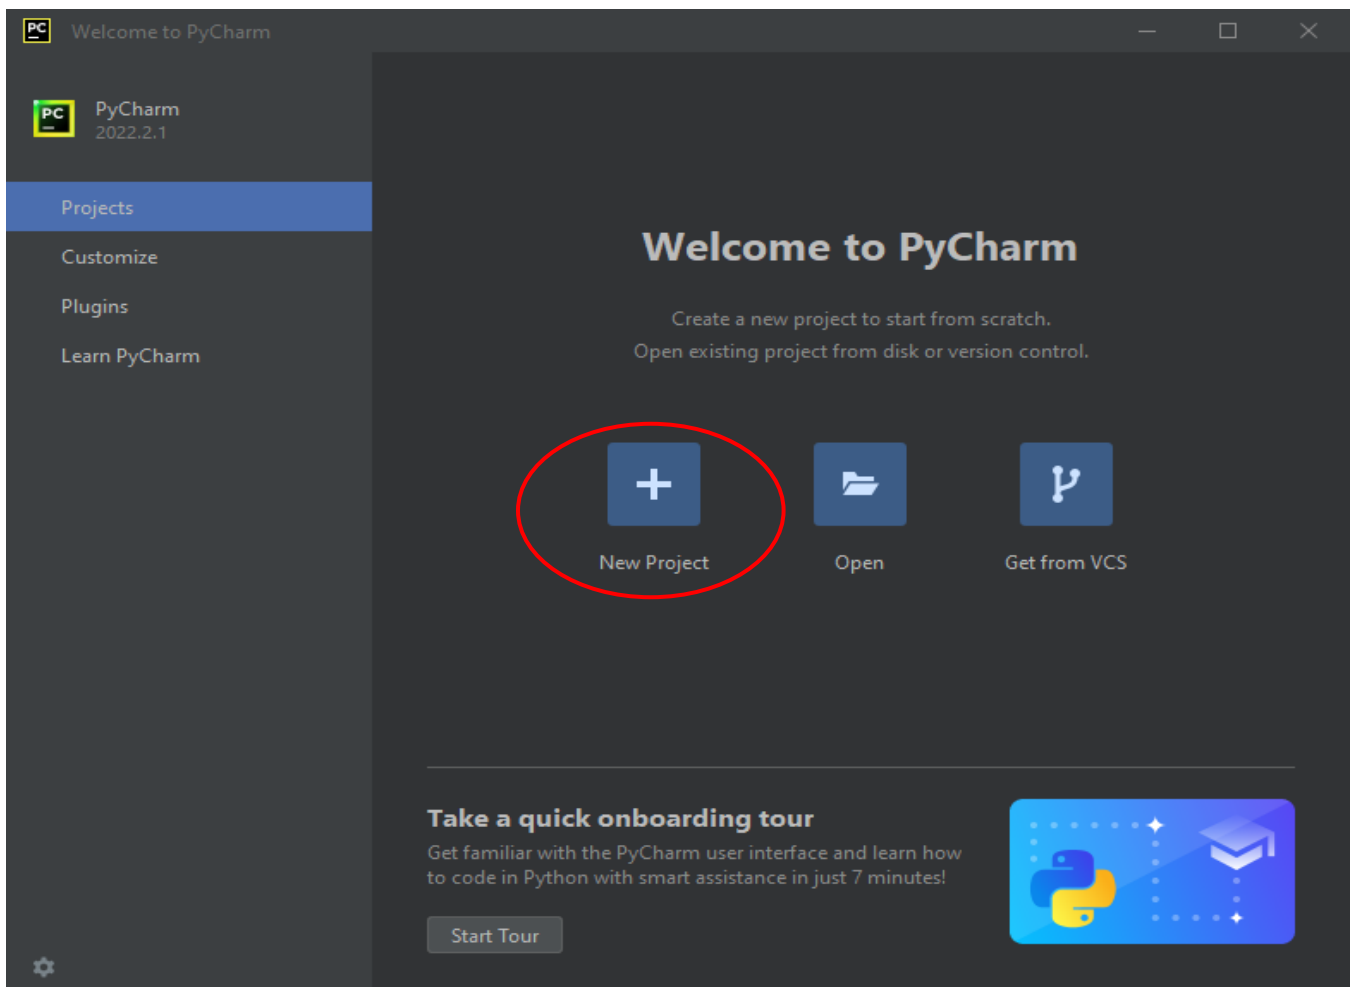 PC Welcome to PyCharm
PC PyCharm
2022.2.1
Projects
Customize
Plugins
Learn PyCharm
Welcome to PyCharm
Create a new project to start from scratch.
Open existing project from disk or version control.
New Project
Open
Get from VCS
Take a quick onboarding tour
Get familiar with the PyCharm user interface and learn how
to code in Python with smart assistance in just 7 minutes!
Start Tour